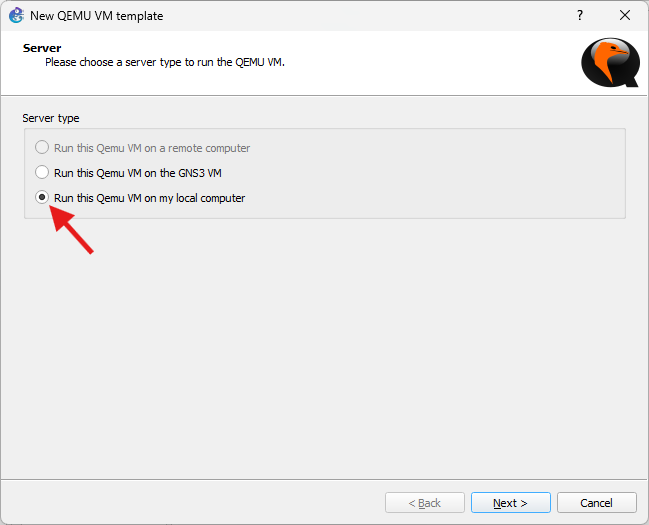 New QEMU VM template
?
Server
Please choose a server type to run the QEMU VM.
Server type
Run this Qemu VM on a remote computer
Run this Qemu VM on the GNS3 VM
Run this Qemu VM on my local computer
< Back
Next >
Cancel